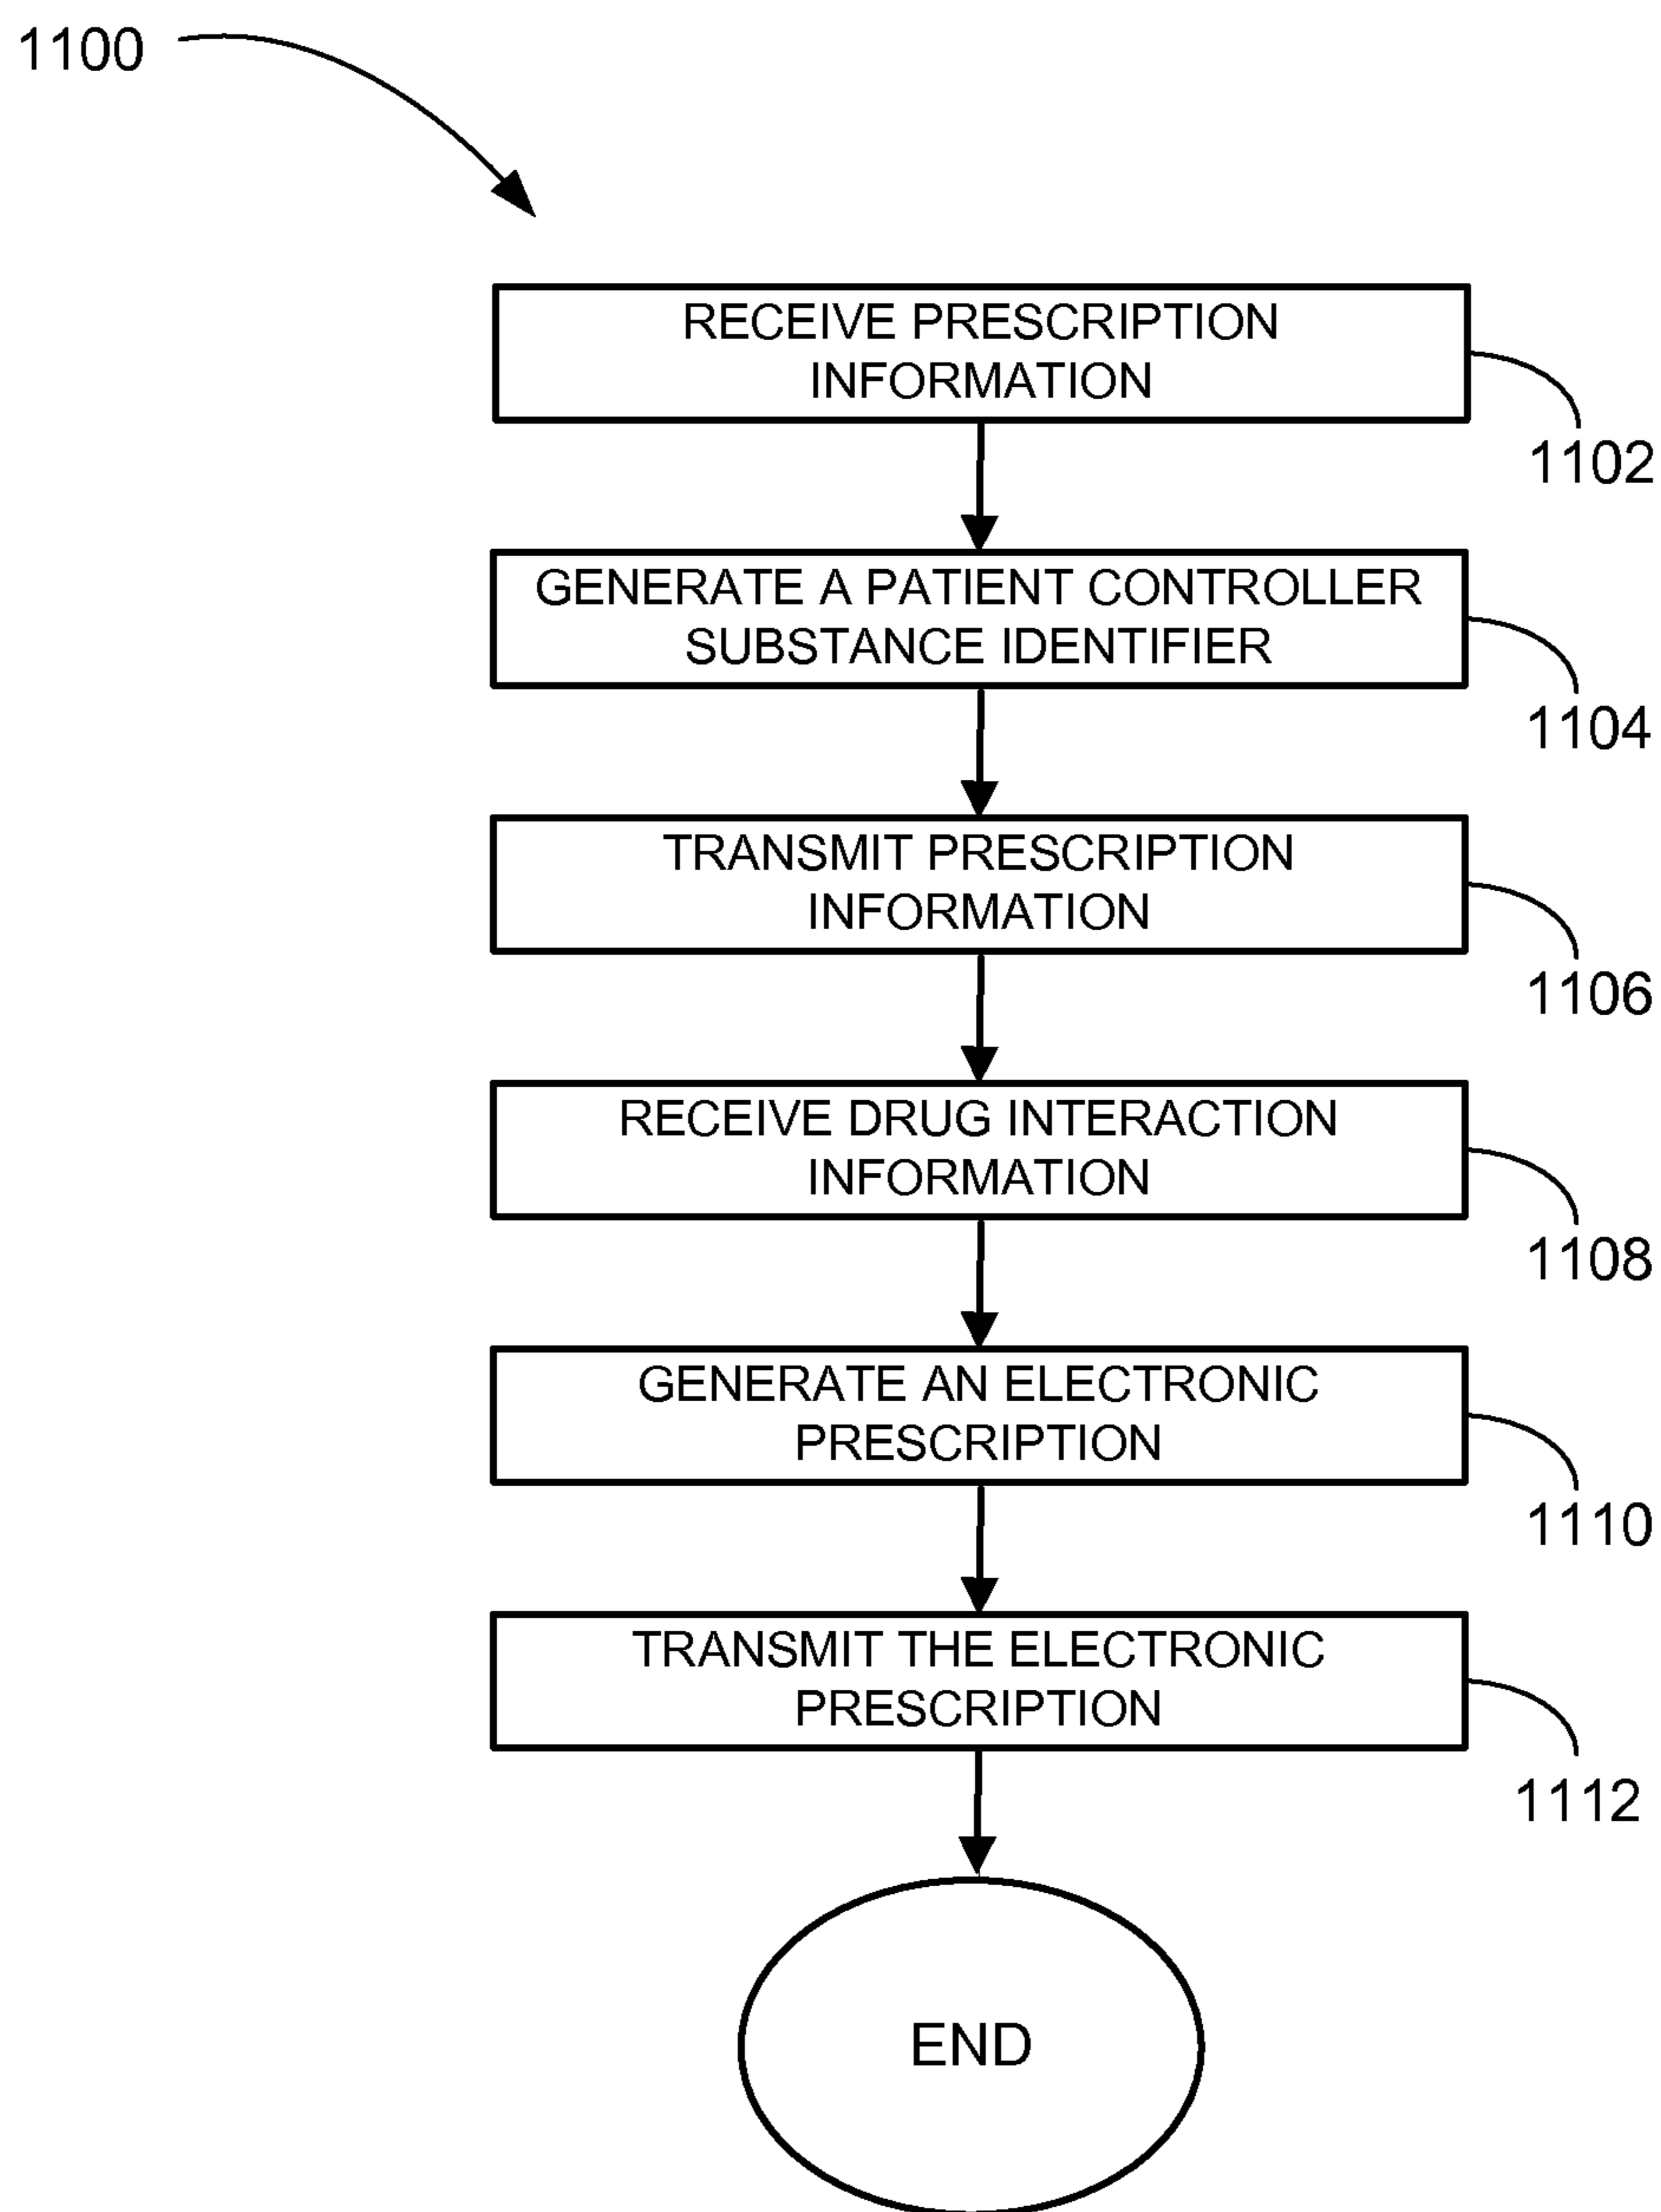 1100
RECEIVE PRESCRIPTION
INFORMATION
1102
GENERATE A PATIENT CONTROLLER
SUBSTANCE IDENTIFIER
1104
TRANSMIT PRESCRIPTION
INFORMATION
1106
RECEIVE DRUG INTERACTION
INFORMATION
1108
GENERATE AN ELECTRONIC
PRESCRIPTION
1110
TRANSMIT THE ELECTRONIC
PRESCRIPTION
1112
END